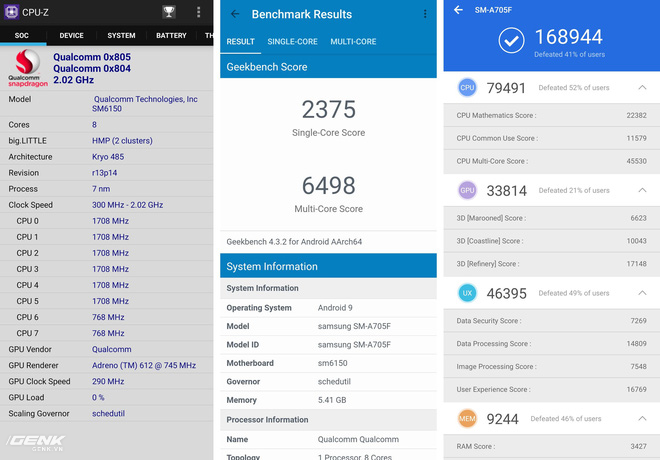 CPU-Z
SOC DEVICE SYSTEM BATTERY TH
Qualcomm snapdragon
Qualcomm 0x805
Qualcomm 0x804
2.02 GHz
Model Qualcomm Technologies, Inc
SM6150
Cores 8
big.LITTLE HMP (2 clusters)
Architecture Kryo 485
Revision r13p14
Process 7 nm
Clock Speed 300 MHz - 2.02 GHz
CPU 0 1708 MHz
CPU 1 1708 MHz
CPU 2 1708 MHz
CPU 3 1708 MHz
CPU 4 1708 MHz
CPU 5 1708 MHz
CPU 6 768 MHz
CPU 7 768 MHz
GPU Vendor Qualcomm
GPU Renderer Adreno (TM) 612 @ 745 MHz
GPU Clock Speed 290 MHz
GPU Load 0 %
Scaling Governor schedutil
GENK
GENK.VN
Benchmark Results
RESULT SINGLE-CORE MULTI-CORE
Geekbench Score
2375
Single-Core Score
6498
Multi-Core Score
Geekbench 4.3.2 for Android AArch64
System Information
System Information
Operating System Android 9
Model samsung SM-A705F
Model ID samsung SM-A705F
Motherboard sm6150
Governor schedutil
Memory 5.41 GB
Processor Information
Name Qualcomm Qualcomm
Topology 1 Processor, 8 Cores
SM-A705F
168944
Defeated 41% of users
CPU 79491 Defeated 52% of users
CPU Mathematics Score : 22382
CPU Common Use Score : 11579
CPU Multi-Core Score : 45530
GPU 33814 Defeated 21% of users
3D [Marooned] Score : 6623
3D [Coastline] Score : 10043
3D [Refinery] Score : 17148
UX 46395 Defeated 49% of users
Data Security Score : 7269
Data Processing Score : 14809
Image Processing Score : 7548
User Experience Score : 16769
MEM 9244 Defeated 46% of users
RAM Score : 3427